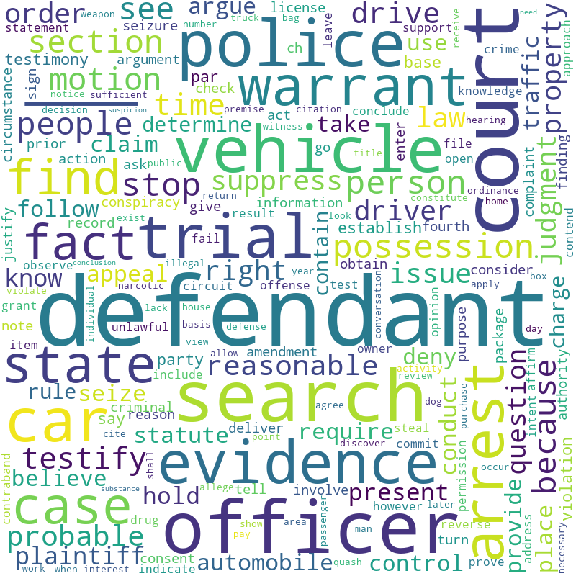 order
argue
license
see
drive
leave
support
weapon
truck
bag
number
receive
need
statement
seizure
section
police
ch
use
base
approach
crime
testimony
argument
par
check
warrant
knowledge
court
traffic
property
sign
motion
decision
suspicion
notice
sufficient
time
premise
citation
conclude
law
hearing
circumstance
people
determine
act
witness
take
enter
file
finding
prior
claim
vehicle
go
title
open
complaint
ordinance
home
judgment
action
ask
public
find
stop
suppress
person
constitute
contend
justify
conspiracy
return
information
follow
give
result
look
driver
establish
fourth
record
exist
contain
fact
trial
fail
possession
observe
conclusion
illegal
year
obtain
know
appeal
right
issue
consider
violate
narcotic
circuit
test
conversation
opinion
apply
box
grant
individual
lack
house
offense
charge
note
unlawful
basis
defense
owner
purpose
package
day
item
view
allow
amendment
defendant
state
party
reasonable
deny
activity
review
authority
affirm
intent
question
because
rule
include
seize
criminal
reason
search
agree
dog
purchase
arrest
conduct
car
say
cite
statute
deliver
point
require
steal
discover
commit
testify
shall
evidence
permission
occur
believe
contraband
case
hold
allege
tell
involve
present
provide
place
violation
substance
drug
show
area
passenger
however
later
reverse
address
probable
officer
plaintiff
consent
pay
man
quash
turn
prove
necessary
work
when
interest
indicate
automobile
control